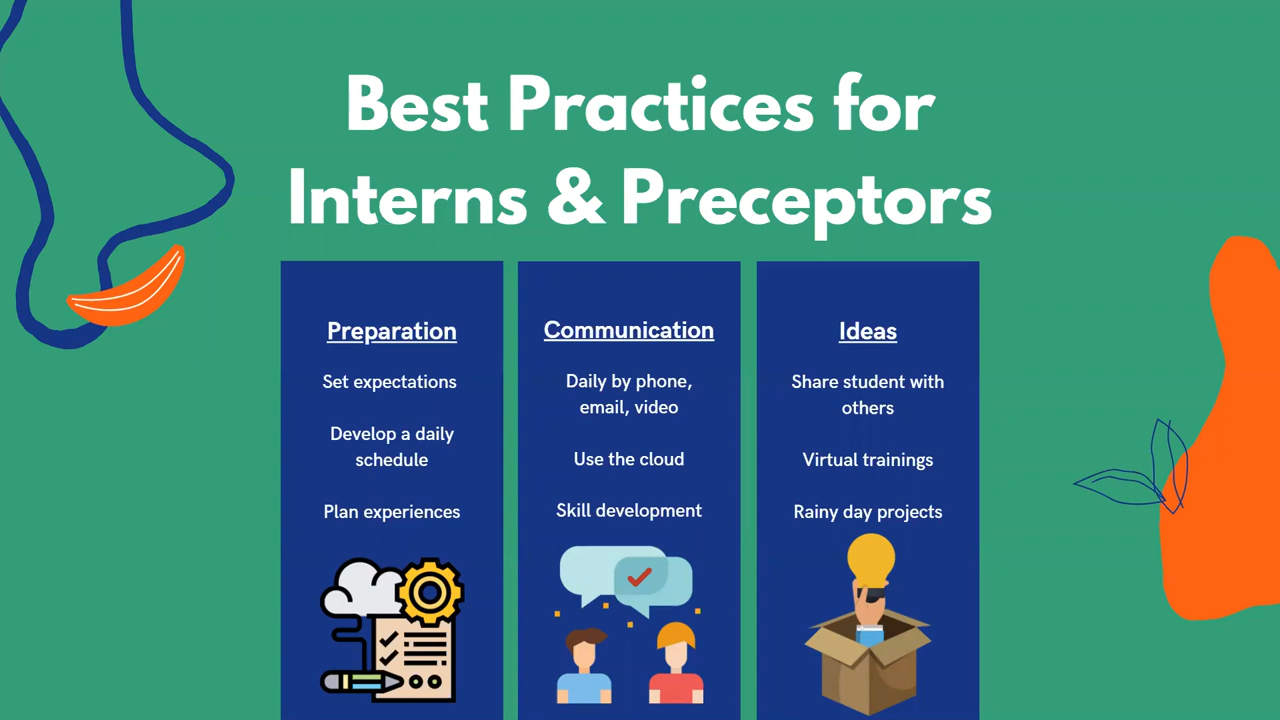 Best Practices for
Interns & Preceptors
Preparation
Set expectations
Develop a daily
schedule
Plan experiences
Communication
Daily by phone,
email, video
Use the cloud
Skill development
Ideas
Share student with
others
Virtual trainings
Rainy day projects